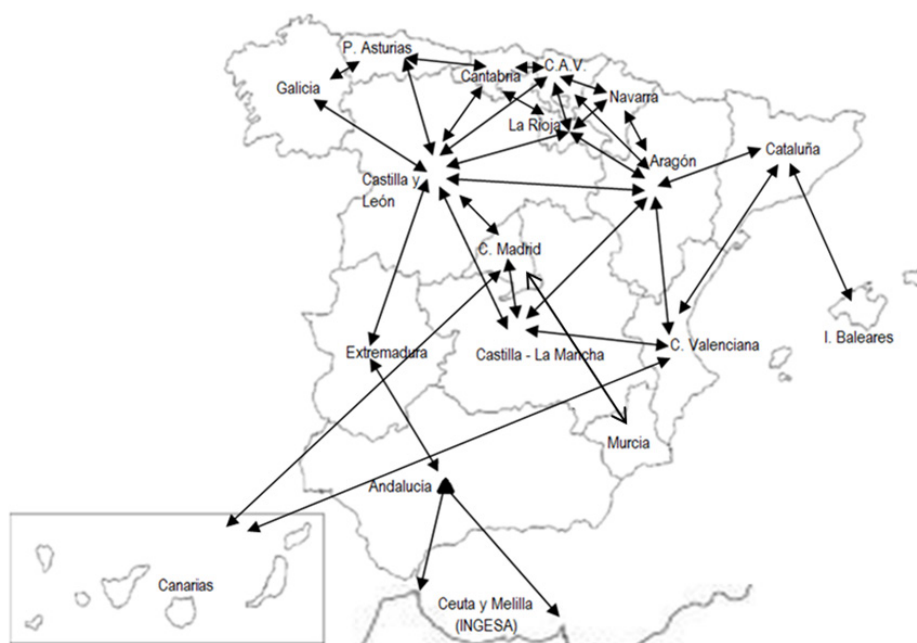 P. Asturias
C.A.V.
Cantabria
Galicia
Navarra
La Rioja
Cataluña
Aragón
Castilla y
León
C. Madrid
I. Baleares
C. Valenciana
Extremadura
Castilla - La Mancha
Murcia
Andalucía
Canarias
Ceuta y Melilla
(INGESA)